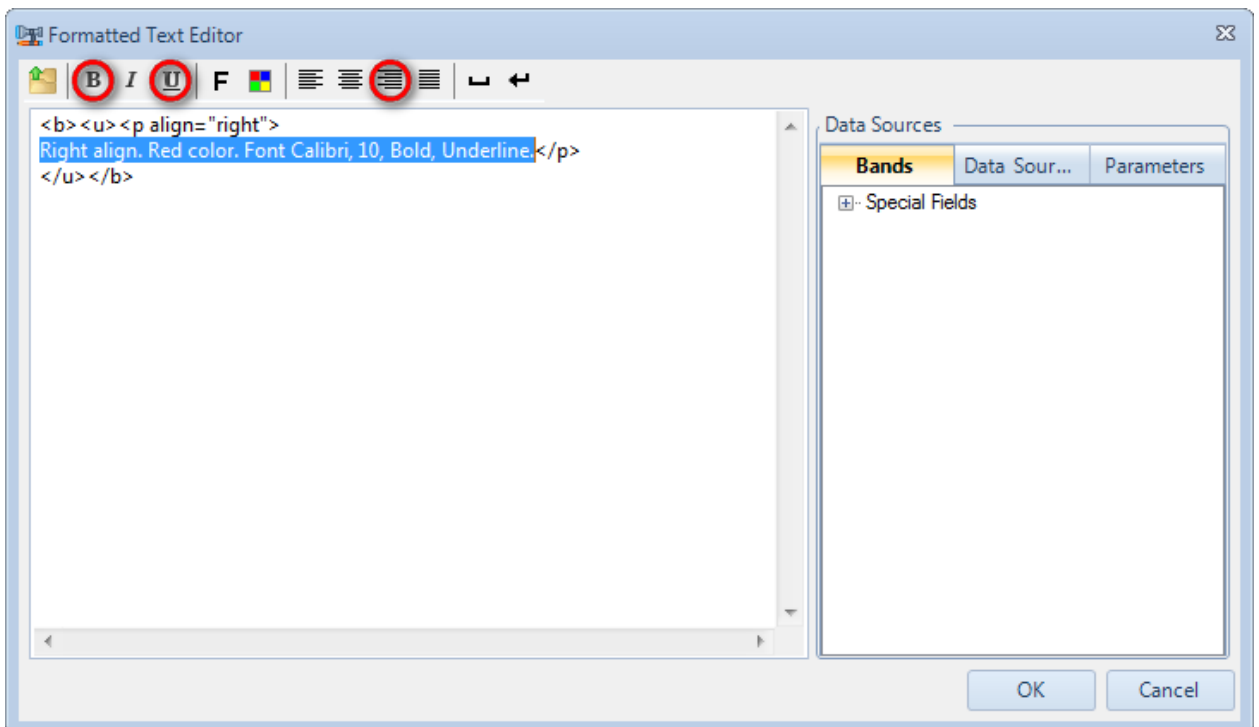 Formatted Text Editor
B I U F
<b><u><p align="right">
Right align. Red color. Font Calibri, 10, Bold, Underline.</p>
</u></b>
Data Sources
Bands Data Sour... Parameters
Special Fields
OK Cancel